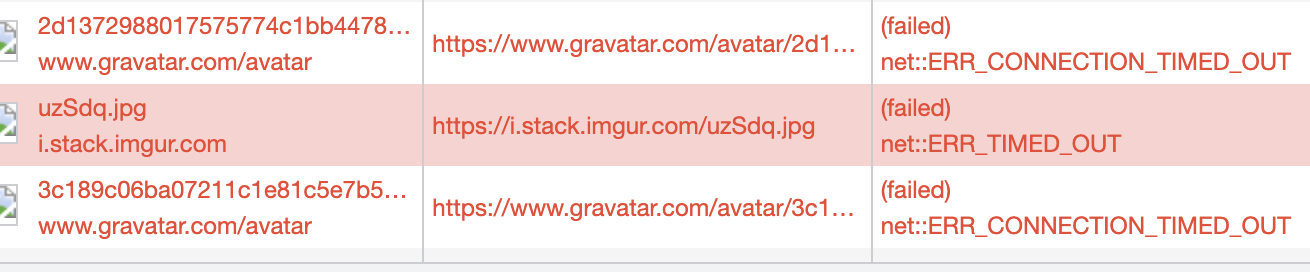 2d1372988017575774c1bb4478…
www.gravatar.com/avatar
https://www.gravatar.com/avatar/2d1…
(failed)
net::ERR_CONNECTION_TIMED_OUT
uzSdq.jpg
i.stack.imgur.com
https://i.stack.imgur.com/uzSdq.jpg
(failed)
net::ERR_TIMED_OUT
3c189c06ba07211c1e81c5e7b5…
www.gravatar.com/avatar
https://www.gravatar.com/avatar/3c1…
(failed)
net::ERR_CONNECTION_TIMED_OUT